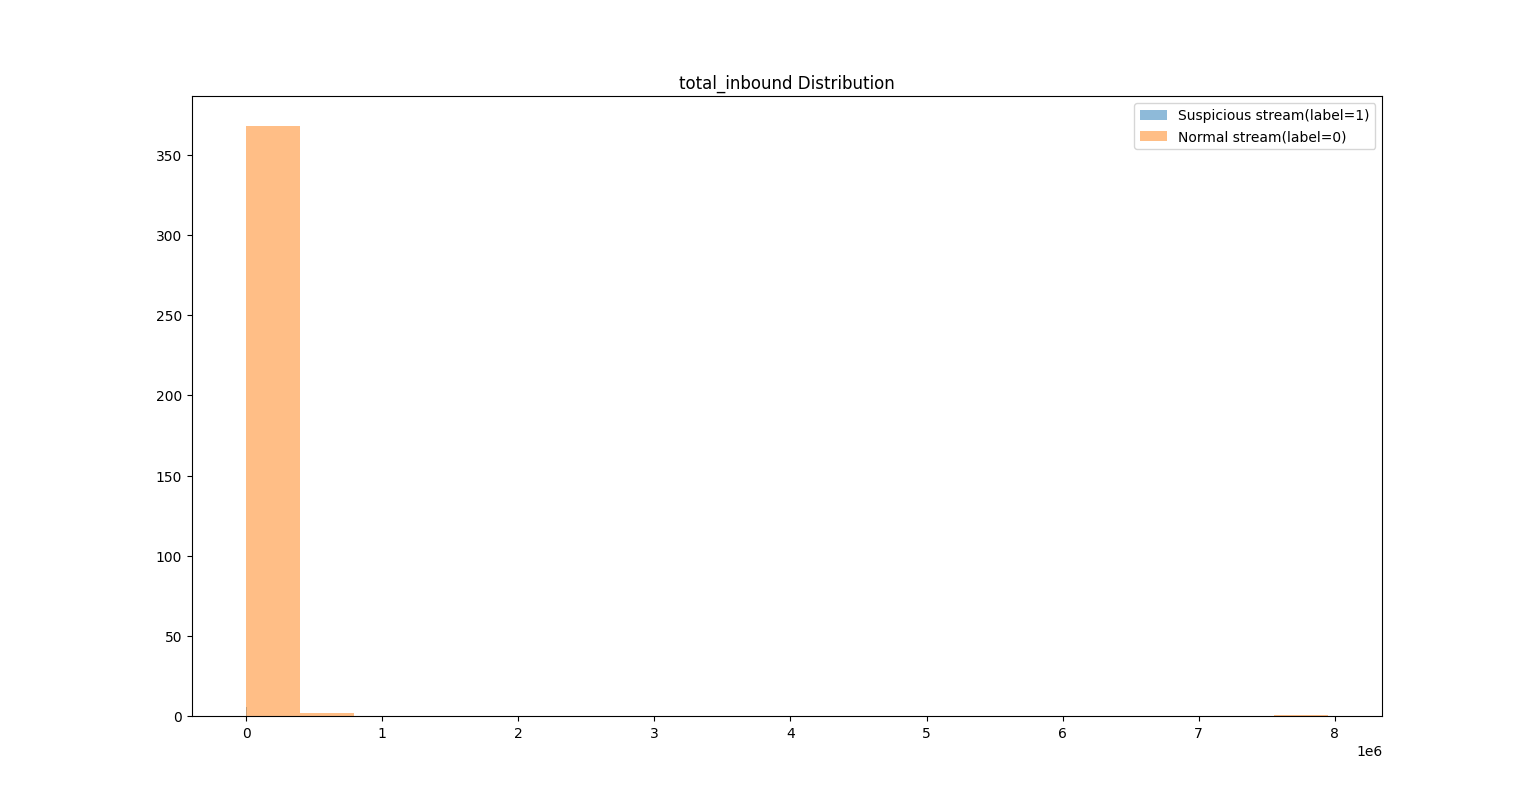 total_inbound Distribution
Suspicious stream(label=1)
Normal stream(label=0)
350
300
250
200
150
100
50
0
0 1 2 3 4 5 6 7 8
1e6